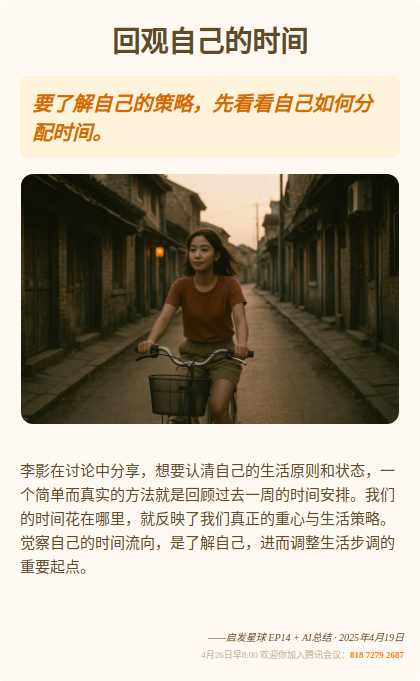 回观自己的时间
要了解自己的策略，先看看自己如何分
配时间。
李影在讨论中分享，想要认清自己的生活原则和状态，一
个简单而真实的方法就是回顾过去一周的时间安排。我们
的时间花在哪里，就反映了我们真正的重心与生活策略。
觉察自己的时间流向，是了解自己，进而调整生活步调的
重要起点。
——启发星球 EP14 + AI总结 · 2025年4月19日
4月26日早8:00 欢迎你加入腾讯会议：818 7279 2687